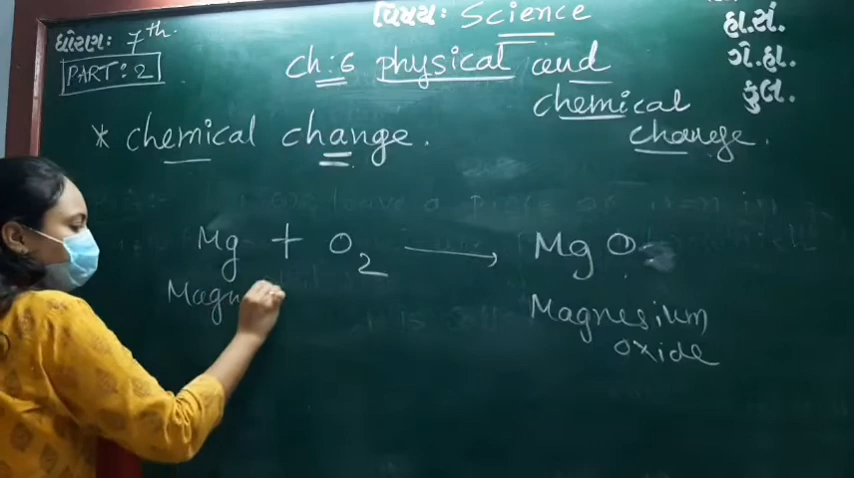 વિષય: Science
ધોરણ: 7th.
PART: 2
હા.સં.
ગે.હા.
કુલ.
Ch:6 physical and
chemical
change.
* chemical change.
Mg + O2 → MgO
Magn
Magnesium
oxide